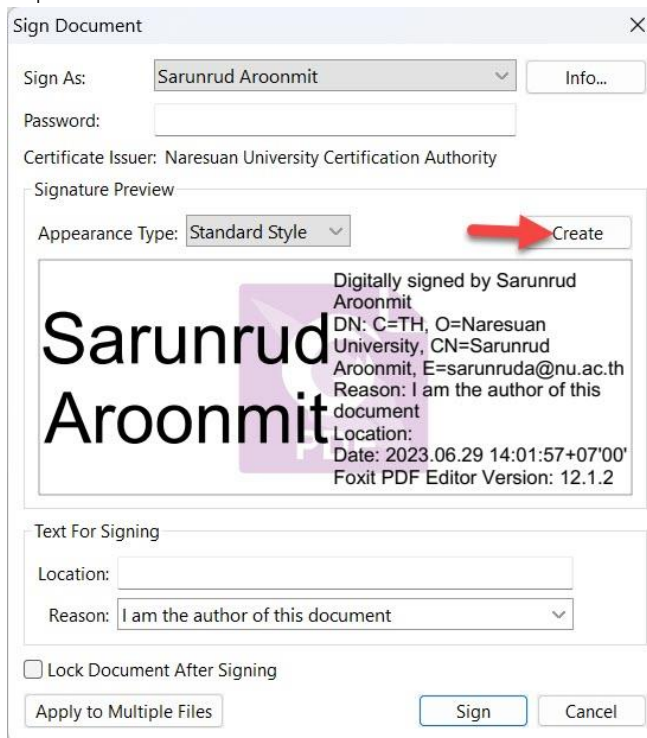 Sign Document
Sign As: Sarunrud Aroonmit Info...
Password:
Certificate Issuer: Naresuan University Certification Authority
Signature Preview
Appearance Type: Standard Style Create
Sarunrud
Aroonmit
Digitally signed by Sarunrud
Aroonmit
DN: C=TH, O=Naresuan
University, CN=Sarunrud
Aroonmit, E=sarunruda@nu.ac.th
Reason: I am the author of this
document
Location:
Date: 2023.06.29 14:01:57+07'00'
Foxit PDF Editor Version: 12.1.2
PDF
Text For Signing
Location:
Reason: I am the author of this document
Lock Document After Signing
Apply to Multiple Files Sign Cancel